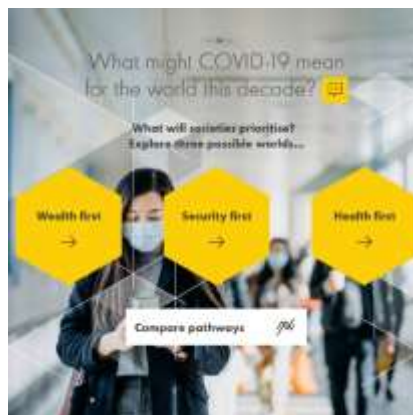 What might COVID-19 mean
for the world this decade?
What will societies prioritise?
Explore three possible worlds...
Wealth first
Security first
Health first
Compare pathways